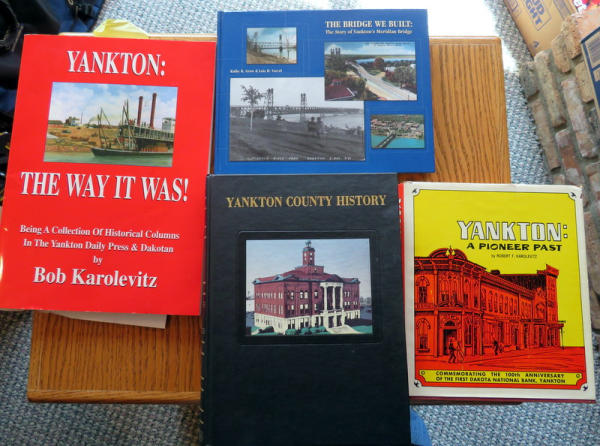 YANKTON:
THE WAY IT WAS!
Being A Collection Of Historical Columns
In The Yankton Daily Press & Dakotan
by
Bob Karolevitz
THE BRIDGE WE BUILT:
The Story of Yankton's Meridian Bridge
YANKTON COUNTY HISTORY
YANKTON:
A PIONEER PAST
by ROBERT F. KAROLEVITZ
COMMEMORATING THE 100th ANNIVERSARY
OF THE FIRST DAKOTA NATIONAL BANK, YANKTON